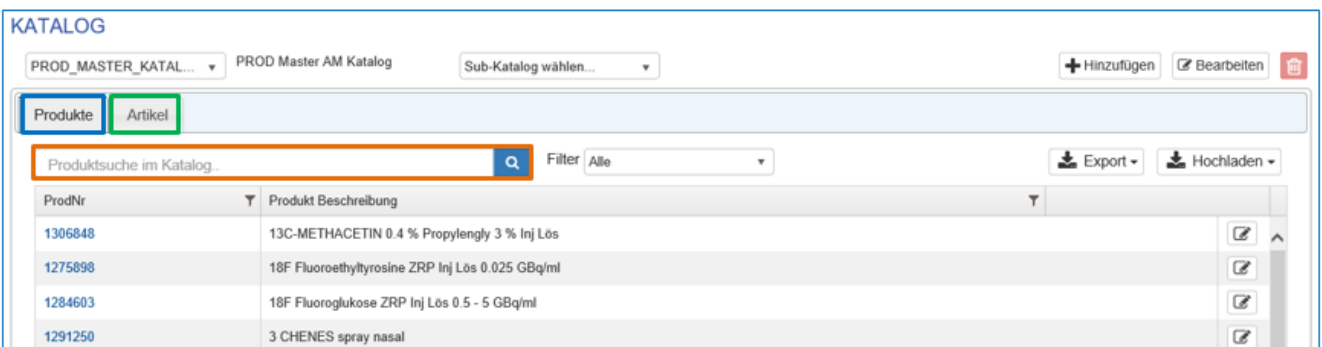 KATALOG
PROD_MASTER_KATAL... PROD Master AM Katalog Sub-Katalog wählen... Hinzufügen Bearbeiten
Produkte Artikel
Produktsuche im Katalog.. Filter Alle Export Hochladen
ProdNr Produkt Beschreibung
1306848 13C-METHACETIN 0.4 % Propylengly 3 % Inj Lös
1275898 18F Fluoroethyltyrosine ZRP Inj Lös 0.025 GBq/ml
1284603 18F Fluoroglukose ZRP Inj Lös 0.5 - 5 GBq/ml
1291250 3 CHENES spray nasal